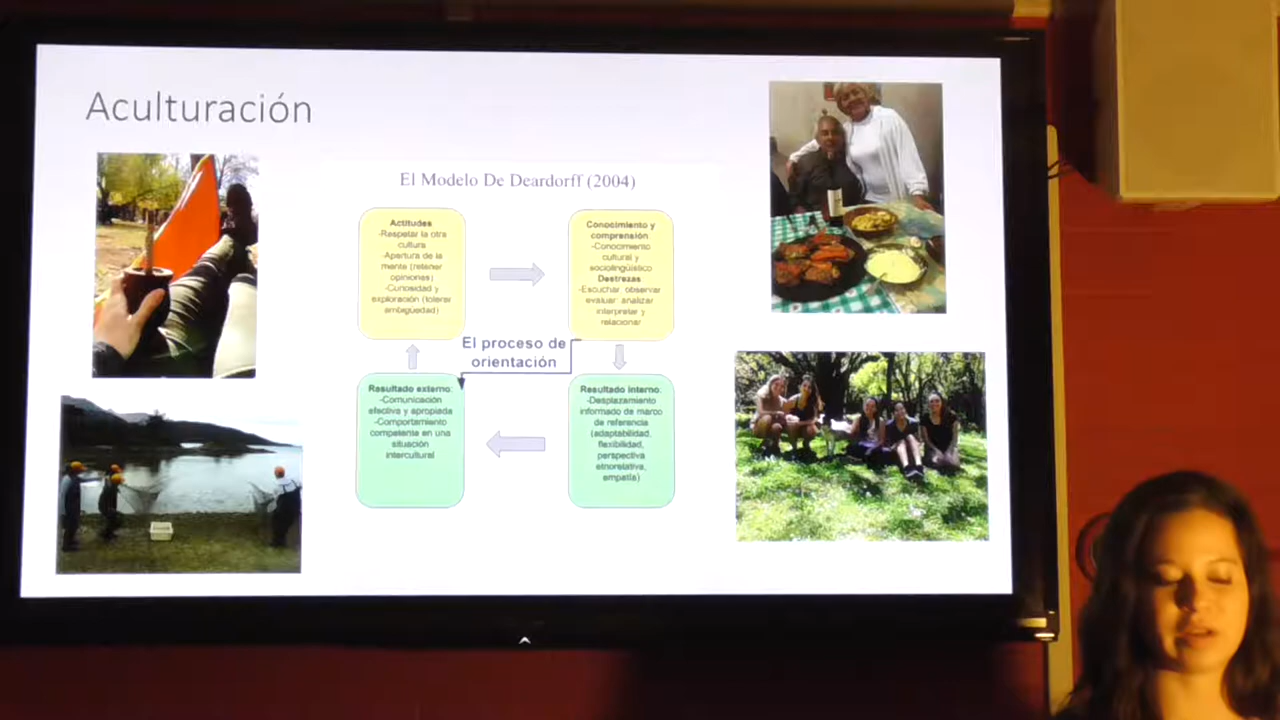 Aculturación
El Modelo De Deardorff (2004)
Actitudes
-Respetar la otra
cultura
-Apertura de la
mente (retener
opiniones)
-Curiosidad y
exploración (tolerar
ambigüedad)
Conocimiento y
comprensión
-Conocimiento
cultural y
sociolingüístico
Destrezas
-Escuchar observar
evaluar analizar
interpretar y
relacionar
El proceso de
orientación
Resultado externo:
-Comunicación
efectiva y apropiada
-Comportamiento
competente en una
situación
intercultural
Resultado interno:
-Desplazamiento
informado de marco
de referencia
(adaptabilidad,
flexibilidad,
perspectiva
etnorelativa,
empatía)